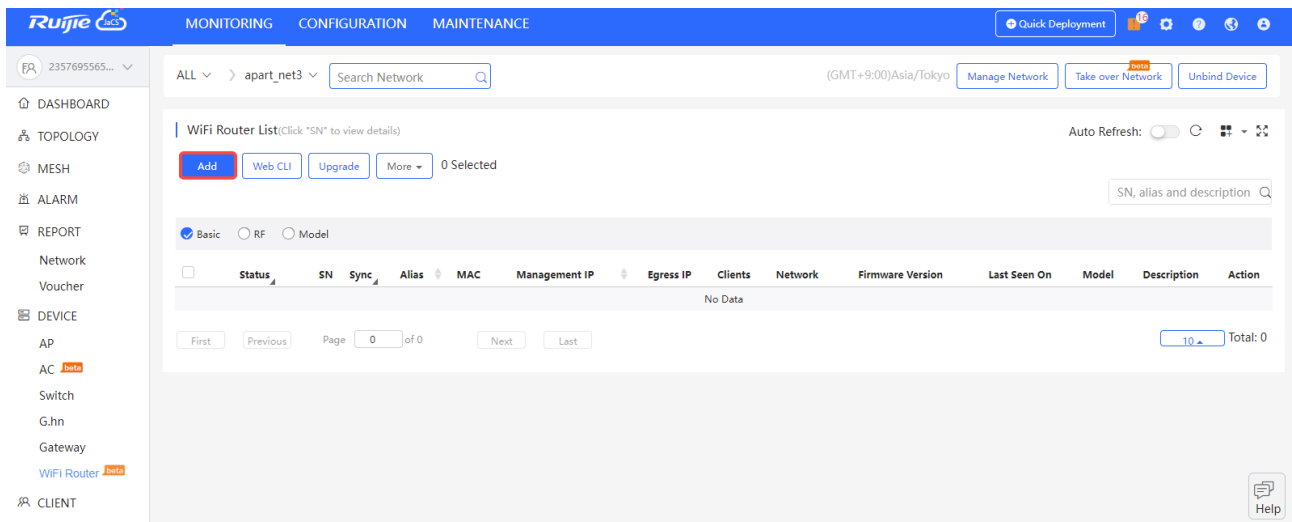 Ruijie JaCS MONITORING CONFIGURATION MAINTENANCE Quick Deployment 16
2357695565...
ALL apart_net3 Search Network (GMT+9:00)Asia/Tokyo Manage Network Take over Network beta Unbind Device
DASHBOARD
TOPOLOGY
MESH
ALARM
REPORT
Network
Voucher
DEVICE
AP
AC beta
Switch
G.hn
Gateway
WiFi Router beta
CLIENT
WiFi Router List(Click "SN" to view details) Auto Refresh:
Add Web CLI Upgrade More 0 Selected
SN, alias and description
Basic RF Model
Status SN Sync Alias MAC Management IP Egress IP Clients Network Firmware Version Last Seen On Model Description Action
No Data
First Previous Page 0 of 0 Next Last 10 Total: 0
Help